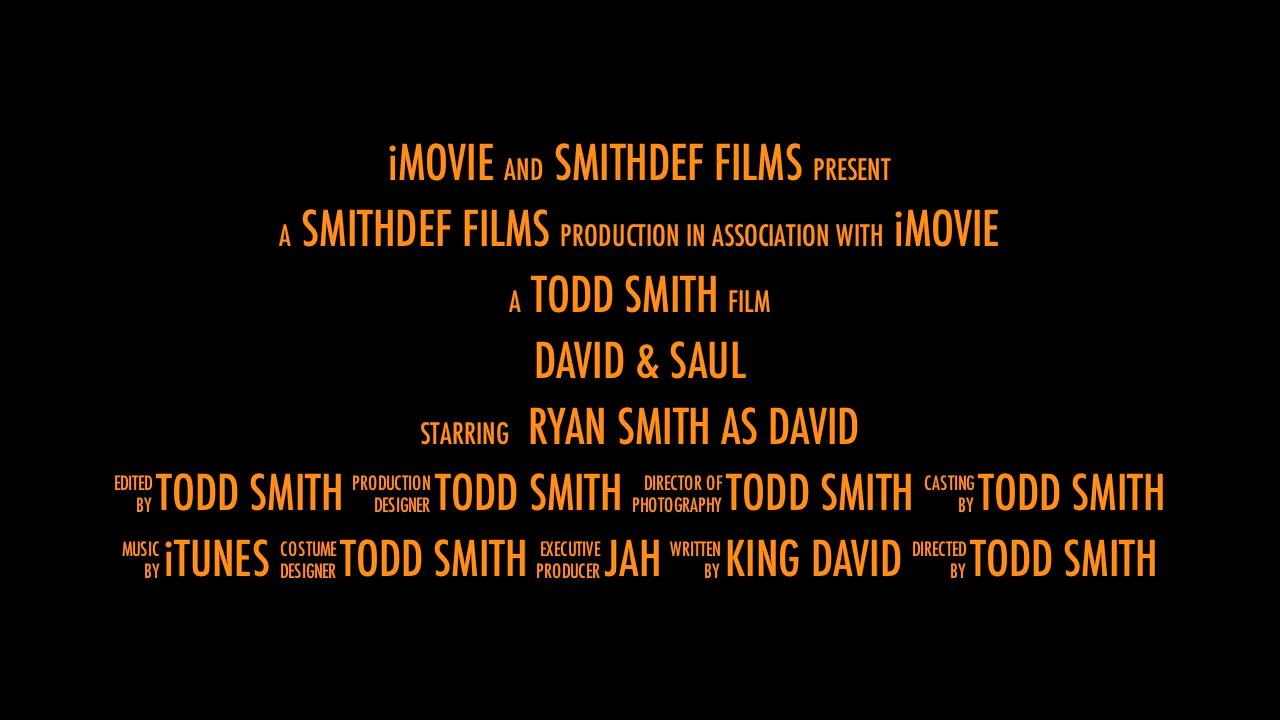 iMOVIE AND SMITHDEF FILMS PRESENT
A SMITHDEF FILMS PRODUCTION IN ASSOCIATION WITH iMOVIE
A TODD SMITH FILM
DAVID & SAUL
STARRING RYAN SMITH AS DAVID
EDITED BY TODD SMITH PRODUCTION DESIGNER TODD SMITH DIRECTOR OF PHOTOGRAPHY TODD SMITH CASTING BY TODD SMITH
MUSIC BY iTUNES COSTUME DESIGNER TODD SMITH EXECUTIVE PRODUCER JAH WRITTEN BY KING DAVID DIRECTED BY TODD SMITH